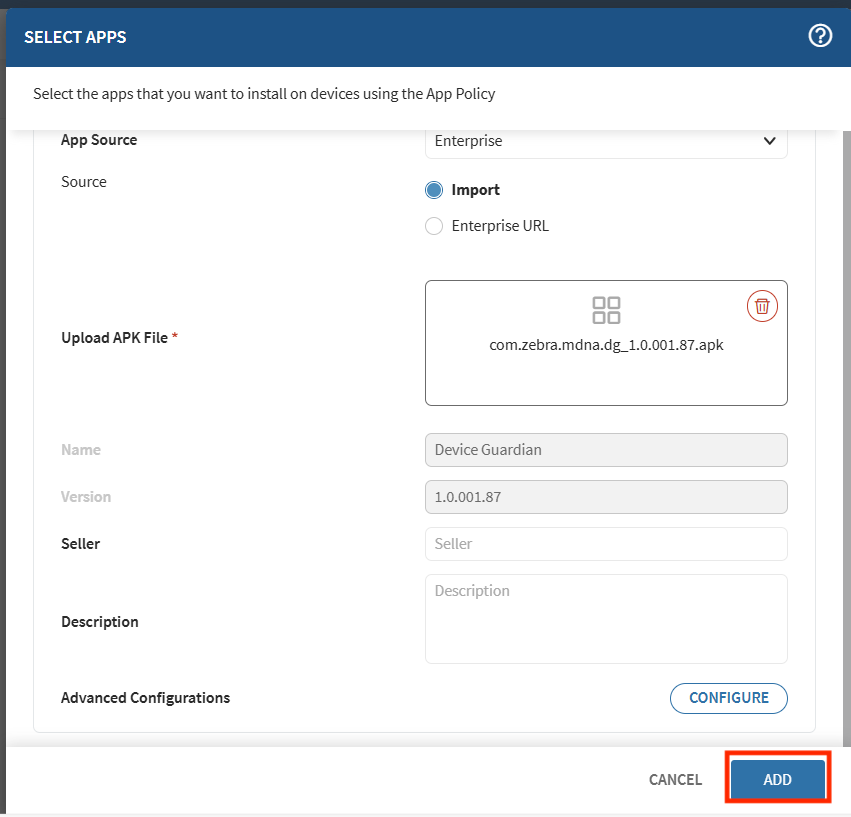 SELECT APPS
Select the apps that you want to install on devices using the App Policy
App Source
Enterprise
Source
Import
Enterprise URL
Upload APK File *
com.zebra.mdna.dg_1.0.001.87.apk
Name
Device Guardian
Version
1.0.001.87
Seller
Seller
Description
Description
Advanced Configurations
CONFIGURE
CANCEL
ADD